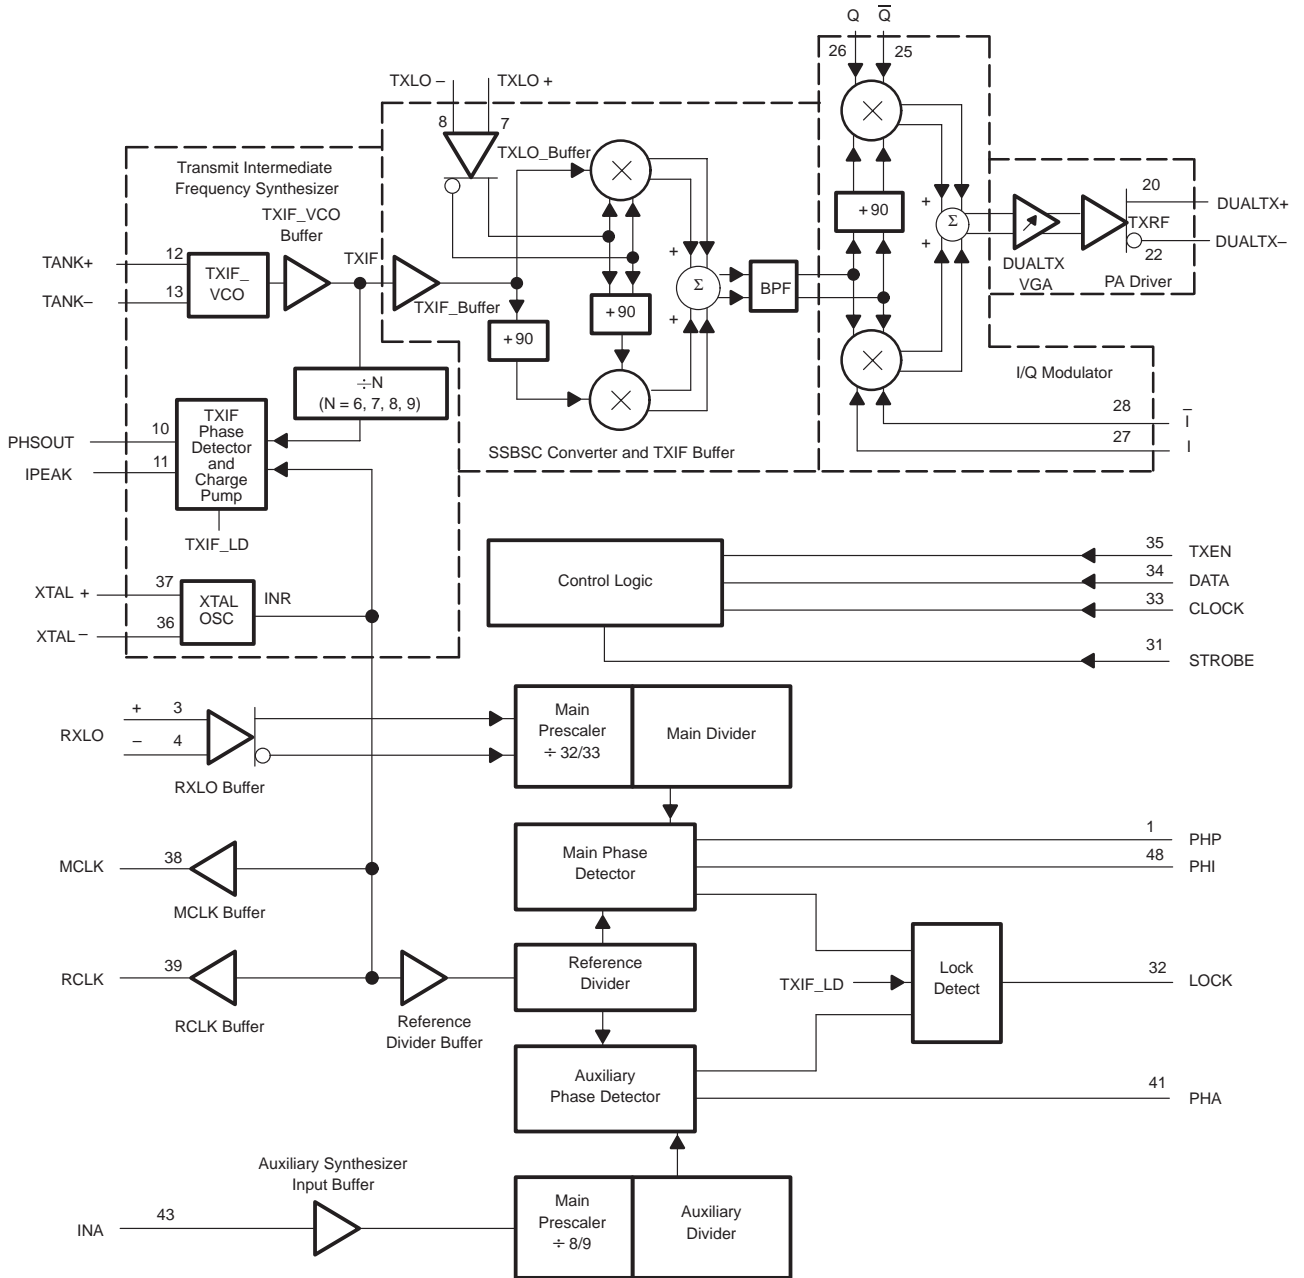 Q Q̅
26 25
TXLO – TXLO +
8 7
TXLO_Buffer
Transmit Intermediate
Frequency Synthesizer
TXIF_VCO
Buffer
TANK+ 12
TANK– 13
TXIF_
VCO
TXIF
TXIF_Buffer
+90
+90
+
Σ
+
BPF
+90
+
Σ
+
DUALTX
VGA
TXRF
PA Driver
20 DUALTX+
22 DUALTX–
÷N
(N = 6, 7, 8, 9)
I/Q Modulator
28 I̅
27 I
SSBSC Converter and TXIF Buffer
PHSOUT 10
IPEAK 11
TXIF
Phase
Detector
and
Charge
Pump
TXIF_LD
XTAL + 37
XTAL – 36
XTAL
OSC
INR
Control Logic
35 TXEN
34 DATA
33 CLOCK
31 STROBE
RXLO
+ 3
– 4
RXLO Buffer
Main
Prescaler
÷ 32/33
Main Divider
MCLK 38
MCLK Buffer
Main Phase
Detector
1 PHP
48 PHI
RCLK 39
RCLK Buffer
Reference
Divider Buffer
Reference
Divider
TXIF_LD
Lock
Detect
32 LOCK
Auxiliary
Phase Detector
41 PHA
Auxiliary Synthesizer
Input Buffer
INA 43
Main
Prescaler
÷ 8/9
Auxiliary
Divider